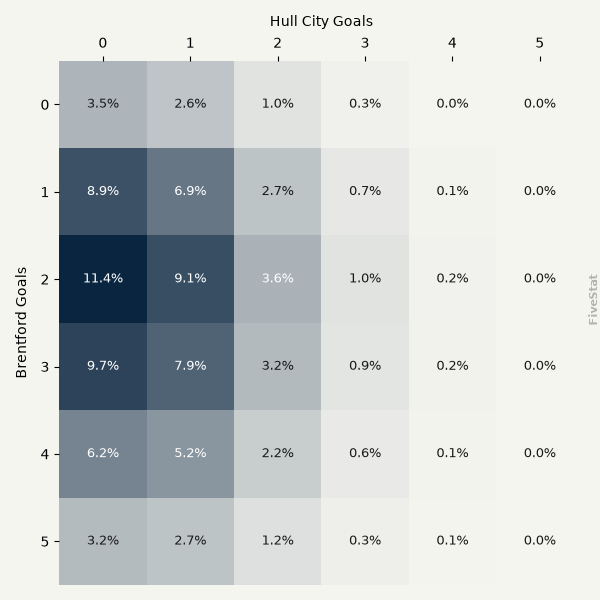 Hull City Goals
0 1 2 3 4 5
0 3.5% 2.6% 1.0% 0.3% 0.0% 0.0%
1 8.9% 6.9% 2.7% 0.7% 0.1% 0.0%
2 11.4% 9.1% 3.6% 1.0% 0.2% 0.0%
3 9.7% 7.9% 3.2% 0.9% 0.2% 0.0%
4 6.2% 5.2% 2.2% 0.6% 0.1% 0.0%
5 3.2% 2.7% 1.2% 0.3% 0.1% 0.0%
Brentford Goals
FiveStat